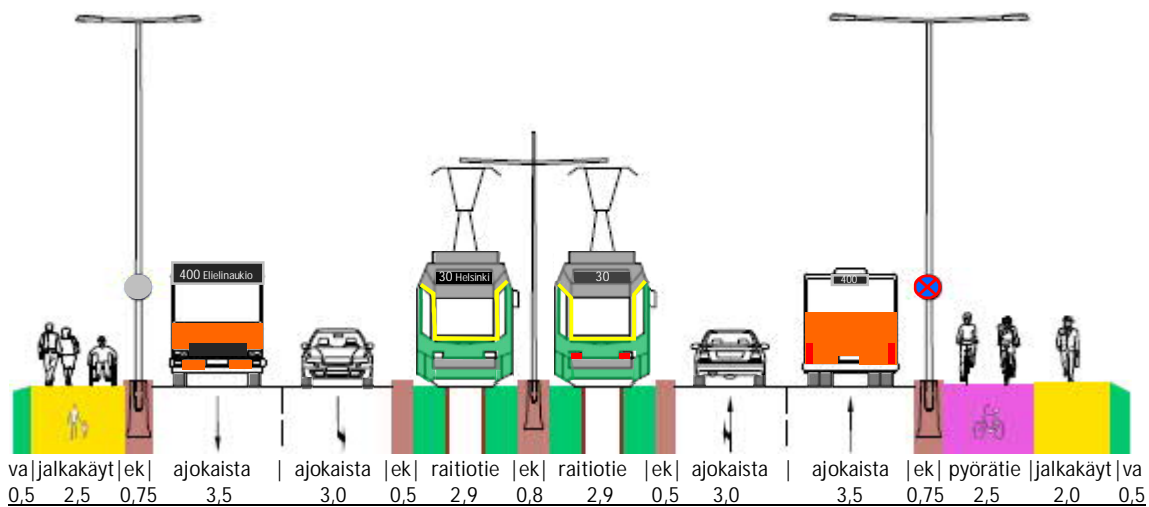 400 Elielinaukio
30 Helsinki
30
400
va|jalkakäyt|ek| ajokaista | ajokaista |ek| raitiotie |ek| raitiotie |ek| ajokaista | ajokaista |ek| pyörätie |jalkakäyt| va
0,5 2,5 0,75 3,5 3,0 0,5 2,9 0,8 2,9 0,5 3,0 3,5 0,75 2,5 2,0 0,5